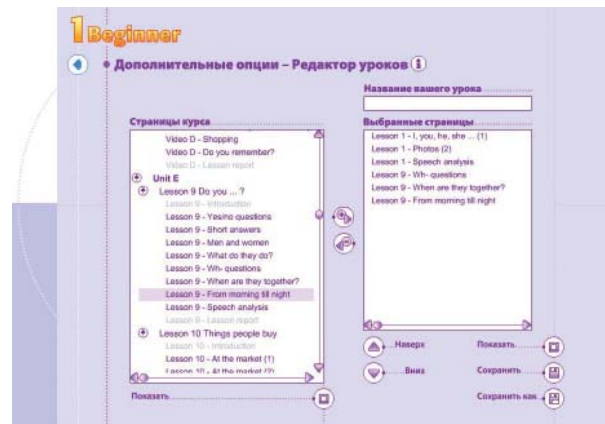 1 Beginner
Дополнительные опции – Редактор уроков
Название вашего урока
Страницы курса
Video D - Shopping
Video D - Do you remember?
Video D - Lesson report
Unit E
Lesson 9 Do you ... ?
Lesson 9 - Introduction
Lesson 9 - Yes/no questions
Lesson 9 - Short answers
Lesson 9 - Men and women
Lesson 9 - What do they do?
Lesson 9 - Wh- questions
Lesson 9 - When are they together?
Lesson 9 - From morning till night
Lesson 9 - Speech analysis
Lesson 9 - Lesson report
Lesson 10 Things people buy
Lesson 10 - Introduction
Lesson 10 - At the market (1)
Lesson 10 - At the market (2)
Показать
Выбранные страницы
Lesson 1 - I, you, he, she ... (1)
Lesson 1 - Photos (2)
Lesson 1 - Speech analysis
Lesson 9 - Wh- questions
Lesson 9 - When are they together?
Lesson 9 - From morning till night
Наверх
Показать
Вниз
Сохранить
Сохранить как